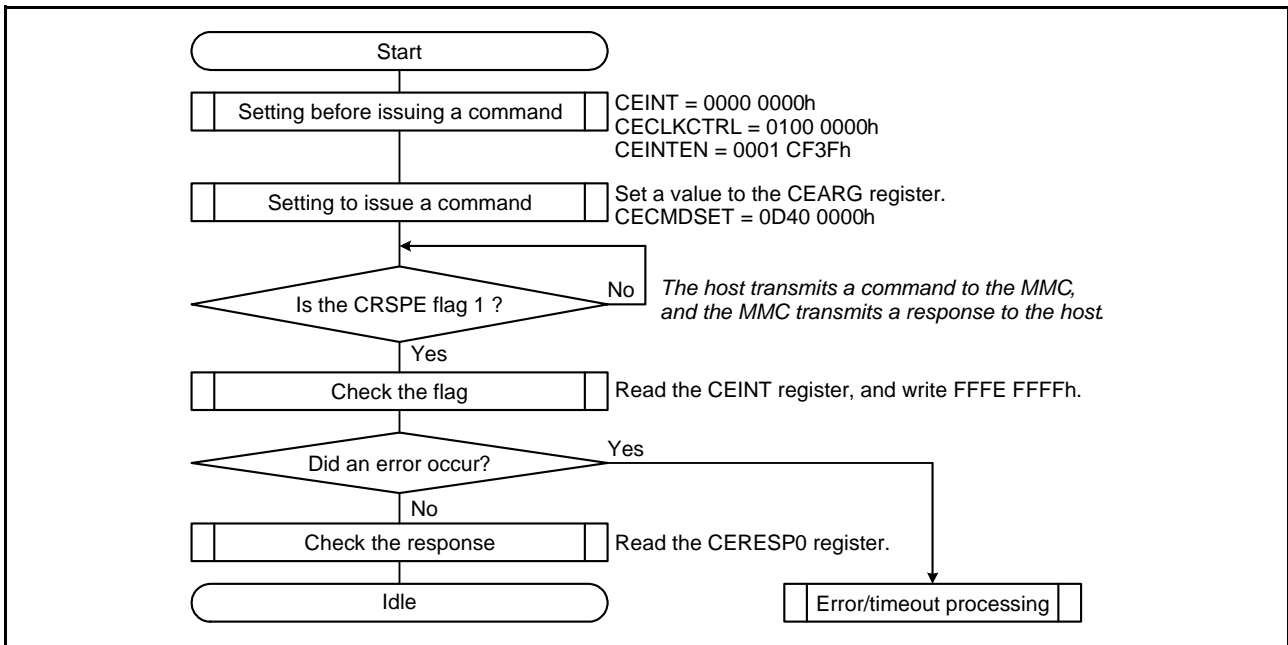 Start
Setting before issuing a command
CEINT = 0000 0000h
CECLKCTRL = 0100 0000h
CEINTEN = 0001 CF3Fh
Setting to issue a command
Set a value to the CEARG register.
CECMDSET = 0D40 0000h
Is the CRSPE flag 1 ?
No
The host transmits a command to the MMC,
and the MMC transmits a response to the host.
Yes
Check the flag
Read the CEINT register, and write FFFE FFFFh.
Did an error occur?
Yes
No
Check the response
Read the CERESP0 register.
Idle
Error/timeout processing